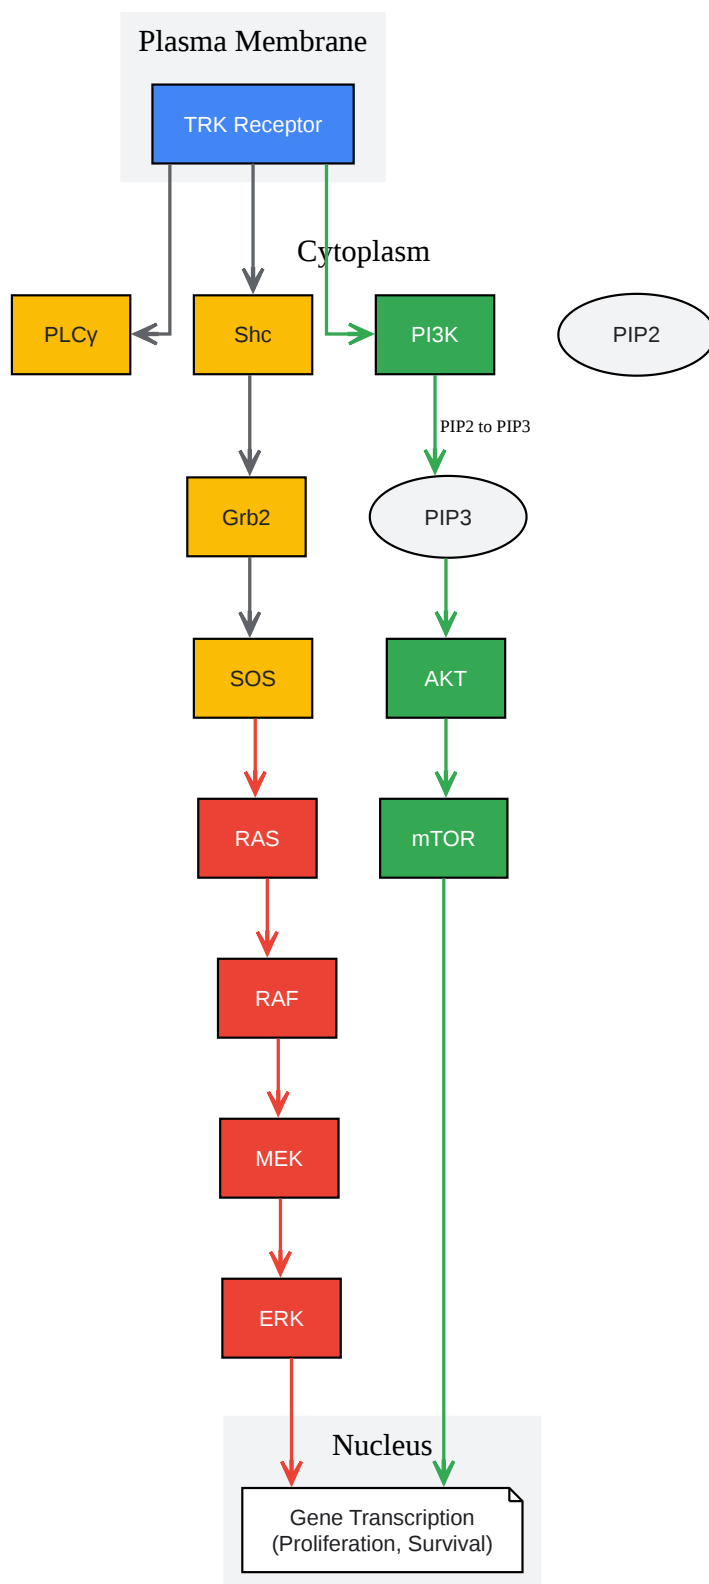 Plasma Membrane
TRK Receptor
Cytoplasm
PLCγ
Shc
PI3K
PIP2
PIP2 to PIP3
Grb2
PIP3
SOS
AKT
RAS
mTOR
RAF
MEK
ERK
Nucleus
Gene Transcription
(Proliferation, Survival)